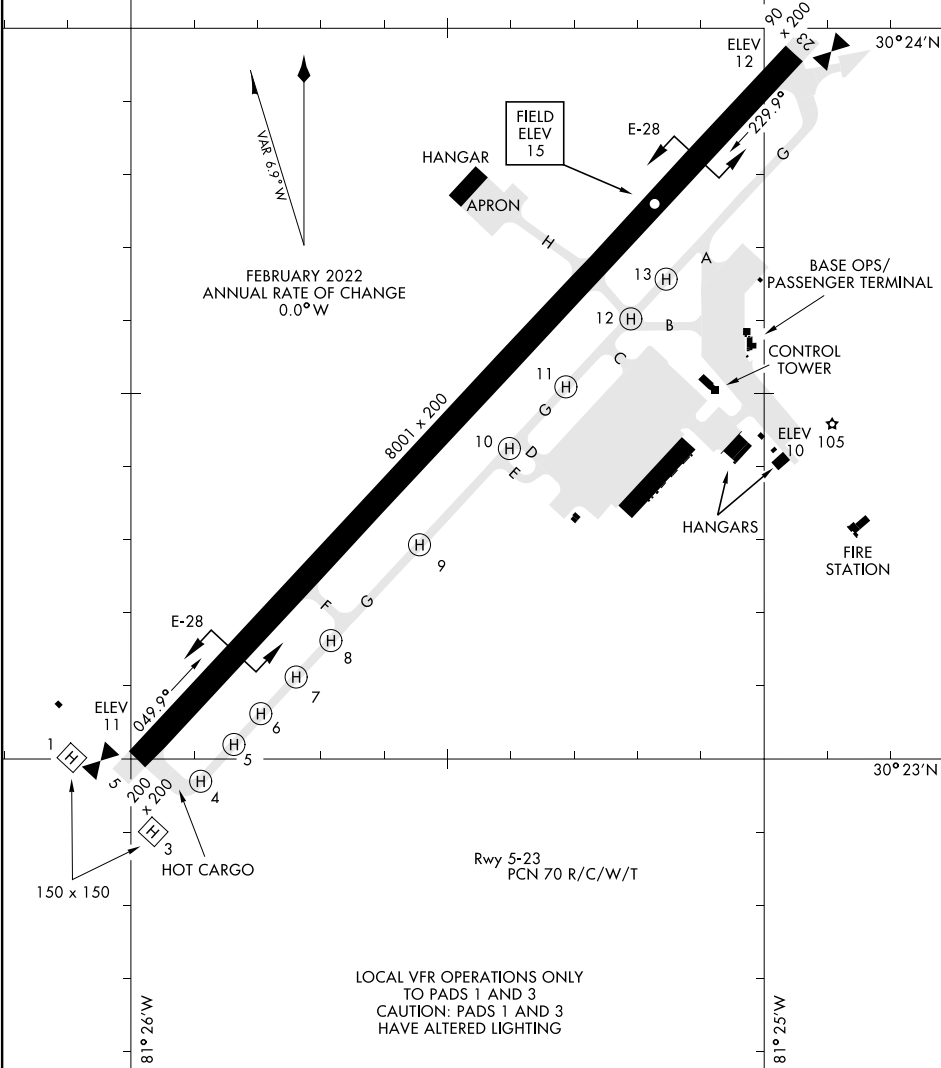 90 x 200
23
ELEV
12
30°24'N
229.9°
E-28
G
FIELD
ELEV
15
VAR 6.9°W
HANGAR
APRON
H
A
13 H
BASE OPS/
PASSENGER TERMINAL
FEBRUARY 2022
ANNUAL RATE OF CHANGE
0.0°W
12 H
B
C
CONTROL
TOWER
11
H
G
8001 x 200
10 H
D
E
ELEV
10
105
HANGARS
H
9
FIRE
STATION
F
G
E-28
H
8
H
7
049.9°
H
6
ELEV
11
H
5
1
H
5
200 x 200
H
4
30°23'N
H
3
HOT CARGO
150 x 150
Rwy 5-23
PCN 70 R/C/W/T
LOCAL VFR OPERATIONS ONLY
TO PADS 1 AND 3
CAUTION: PADS 1 AND 3
HAVE ALTERED LIGHTING
81°26'W
81°25'W